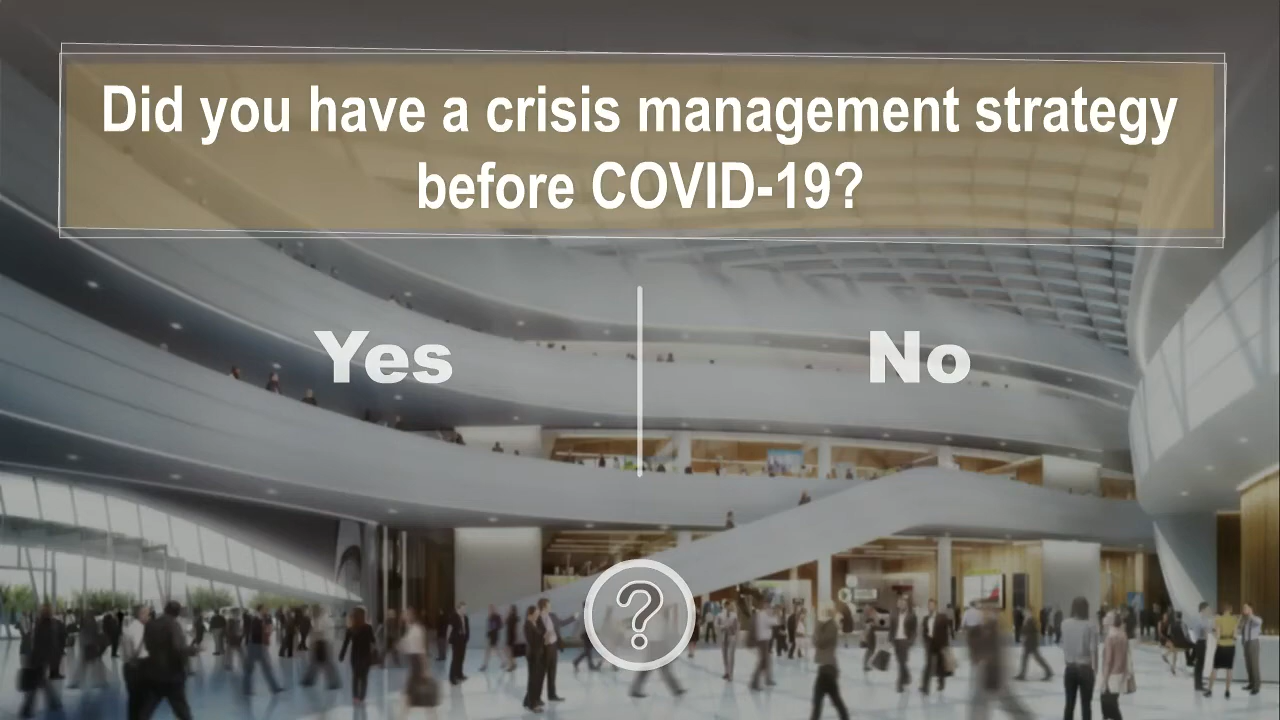 Did you have a crisis management strategy
before COVID-19?
Yes
No
?